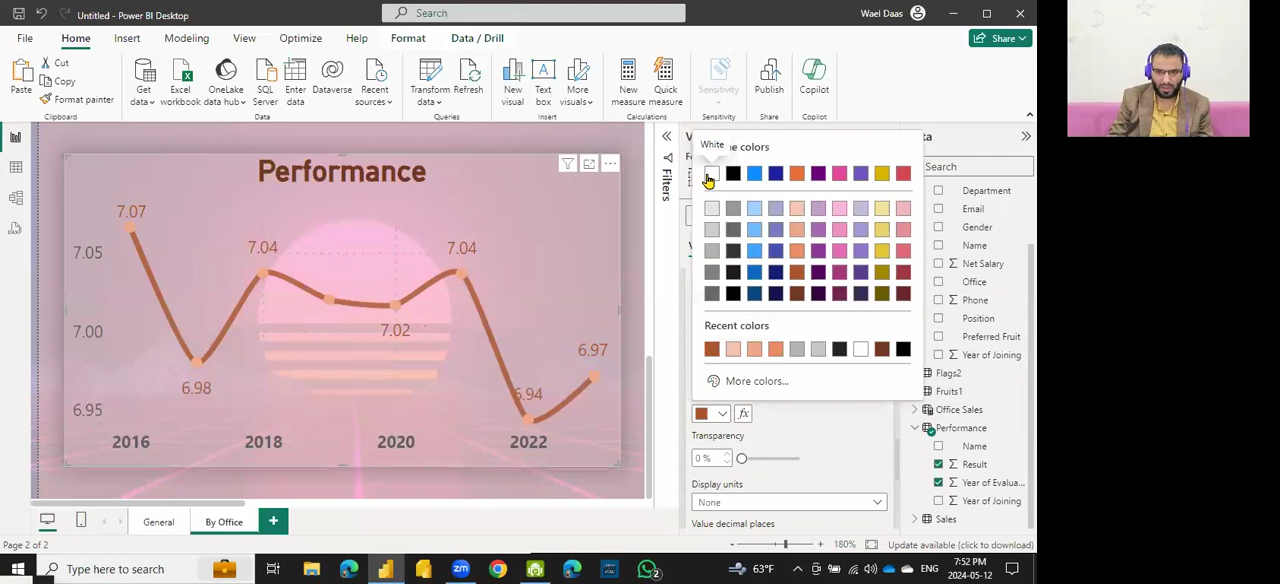 Untitled - Power BI Desktop
Search
Wael Daas
File
Home
Insert
Modeling
View
Optimize
Help
Format
Data / Drill
Share
Paste
Cut
Copy
Format painter
Clipboard
Get data
Excel workbook
OneLake data hub
SQL Server
Enter data
Dataverse
Recent sources
Data
Transform data
Refresh
Queries
New visual
Text box
More visuals
Insert
New measure
Quick measure
Calculations
Sensitivity
Sensitivity
Publish
Share
Copilot
Copilot
Performance
7.07
7.05
7.04
7.04
7.00
7.02
6.98
6.97
6.94
6.95
2016
2018
2020
2022
Filters
White
colors
Recent colors
More colors...
fx
Transparency
0 %
Display units
None
Value decimal places
Search
Department
Email
Gender
Name
Net Salary
Office
Phone
Position
Preferred Fruit
Year of Joining
Flags2
Fruits1
Office Sales
Performance
Name
Result
Year of Evalua...
Year of Joining
Sales
General
By Office
Page 2 of 2
180%
Update available (click to download)
Type here to search
2
63°F
ENG
7:52 PM
2024-05-12